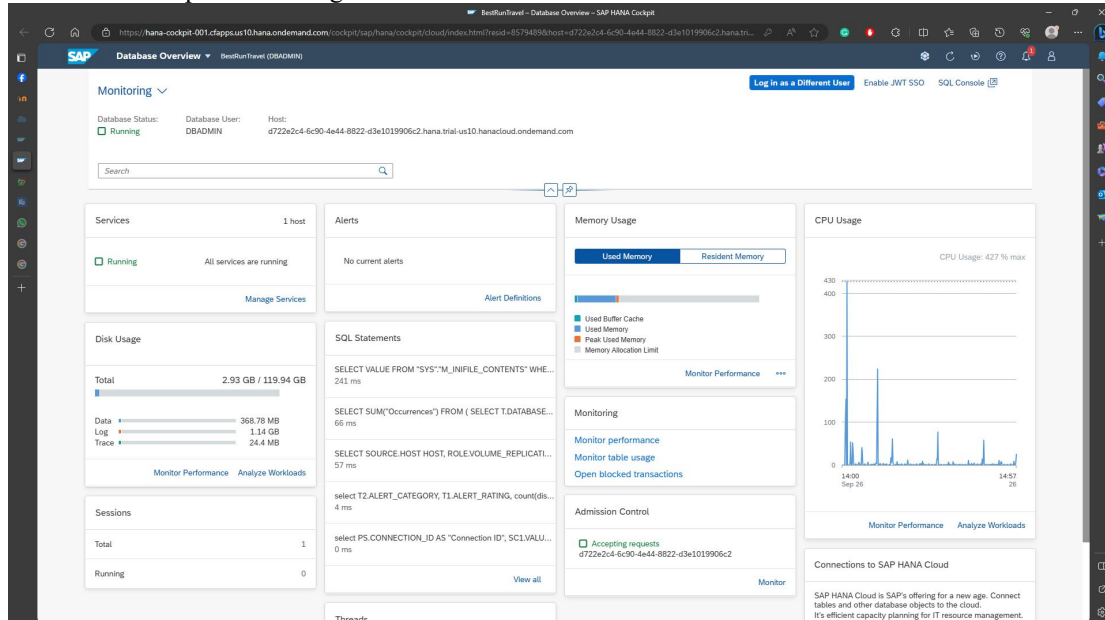 BestRunTravel – Database Overview – SAP HANA Cockpit
https://hana-cockpit-001.cfapps.us10.hana.ondemand.com/cockpit/sap/hana/cockpit/cloud/index.html?resid=8579489&host=d722e2c4-6c90-4e44-8822-d3e1019906c2.hana.tri...
SAP Database Overview BestRunTravel (DBADMIN)
1
Monitoring
Log in as a Different User Enable JWT SSO SQL Console
Database Status: Database User: Host:
Running DBADMIN d722e2c4-6c90-4e44-8822-d3e1019906c2.hana.trial-us10.hanacloud.ondemand.com
Search
Services 1 host
Running All services are running
Manage Services
Disk Usage
Total 2.93 GB / 119.94 GB
Data 368.78 MB
Log 1.14 GB
Trace 24.4 MB
Monitor Performance Analyze Workloads
Sessions
Total 1
Running 0
Alerts
No current alerts
Alert Definitions
SQL Statements
SELECT VALUE FROM "SYS"."M_INIFILE_CONTENTS" WHE...
241 ms
SELECT SUM("Occurrences") FROM ( SELECT T.DATABASE...
66 ms
SELECT SOURCE.HOST HOST, ROLE.VOLUME_REPLICATI...
57 ms
select T2.ALERT_CATEGORY, T1.ALERT_RATING, count(dis...
4 ms
select PS.CONNECTION_ID AS "Connection ID", SC1.VALU...
0 ms
View all
Threads
Memory Usage
Used Memory Resident Memory
Used Buffer Cache
Used Memory
Peak Used Memory
Memory Allocation Limit
Monitor Performance
Monitoring
Monitor performance
Monitor table usage
Open blocked transactions
Admission Control
Accepting requests
d722e2c4-6c90-4e44-8822-d3e1019906c2
Monitor
CPU Usage
CPU Usage: 427 % max
430
400
300
200
100
0
14:00 14:57
Sep 26 26
Monitor Performance Analyze Workloads
Connections to SAP HANA Cloud
SAP HANA Cloud is SAP's offering for a new age. Connect
tables and other database objects to the cloud.
It's efficient capacity planning for IT resource management.